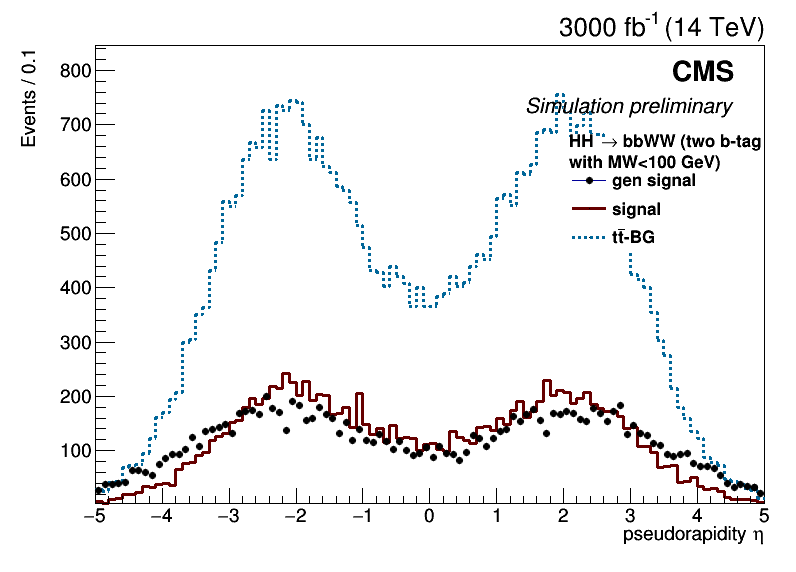 3000 fb-1 (14 TeV)
CMS
Simulation preliminary
HH → bbWW (two b-tag
with MW<100 GeV)
gen signal
signal
tt̄-BG
Events / 0.1
800
700
600
500
400
300
200
100
−5 −4 −3 −2 −1 0 1 2 3 4 5
pseudorapidity η